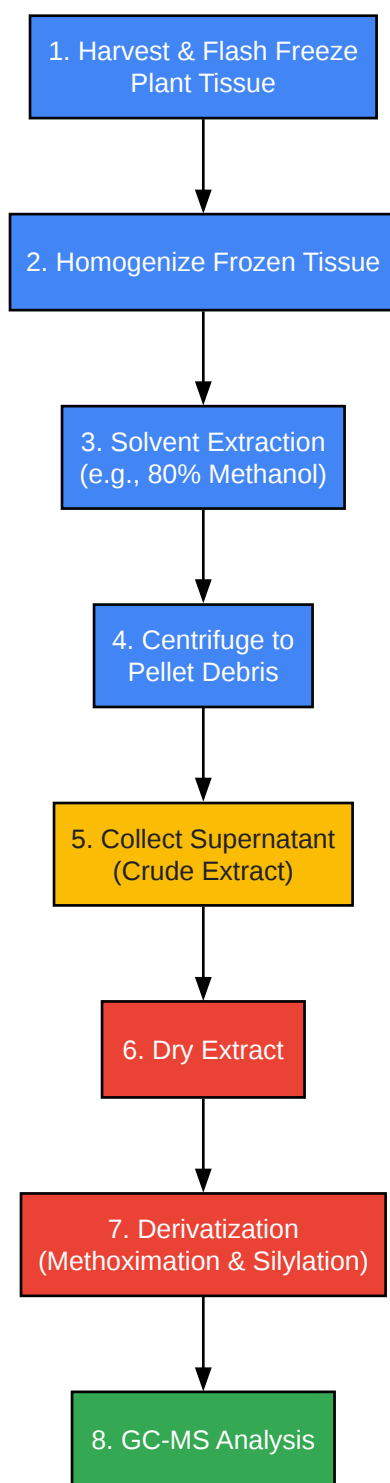 1. Harvest & Flash Freeze
Plant Tissue
2. Homogenize Frozen Tissue
3. Solvent Extraction
(e.g., 80% Methanol)
4. Centrifuge to
Pellet Debris
5. Collect Supernatant
(Crude Extract)
6. Dry Extract
7. Derivatization
(Methoximation & Silylation)
8. GC-MS Analysis